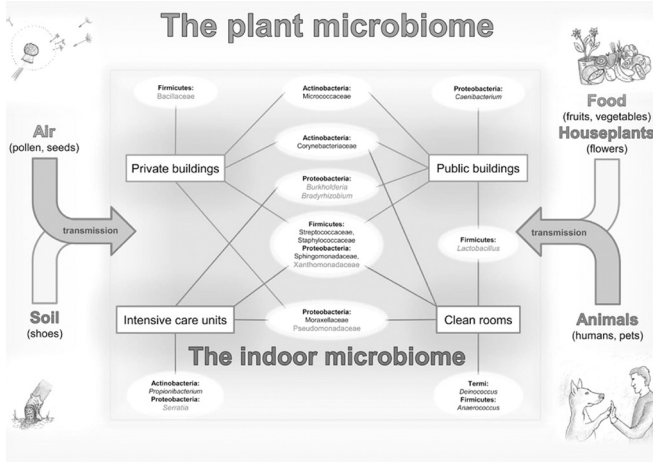 The plant microbiome
Air
(pollen, seeds)
transmission
Soil
(shoes)
Food
(fruits, vegetables)
Houseplants
(flowers)
transmission
Animals
(humans, pets)
Firmicutes:
Bacillaceae
Actinobacteria:
Micrococcaceae
Proteobacteria:
Caenibacterium
Actinobacteria:
Corynebacteriaceae
Private buildings
Public buildings
Proteobacteria:
Burkholderia
Bradyrhizobium
Firmicutes:
Streptococcaceae,
Staphylococcaceae
Proteobacteria:
Sphingomonadaceae,
Xanthomonadaceae
Firmicutes:
Lactobacillus
Intensive care units
Proteobacteria:
Moraxellaceae
Pseudomonadaceae
Clean rooms
The indoor microbiome
Actinobacteria:
Propionibacterium
Proteobacteria:
Serratia
Termi:
Deirococcus
Firmicutes:
Anaerococcus